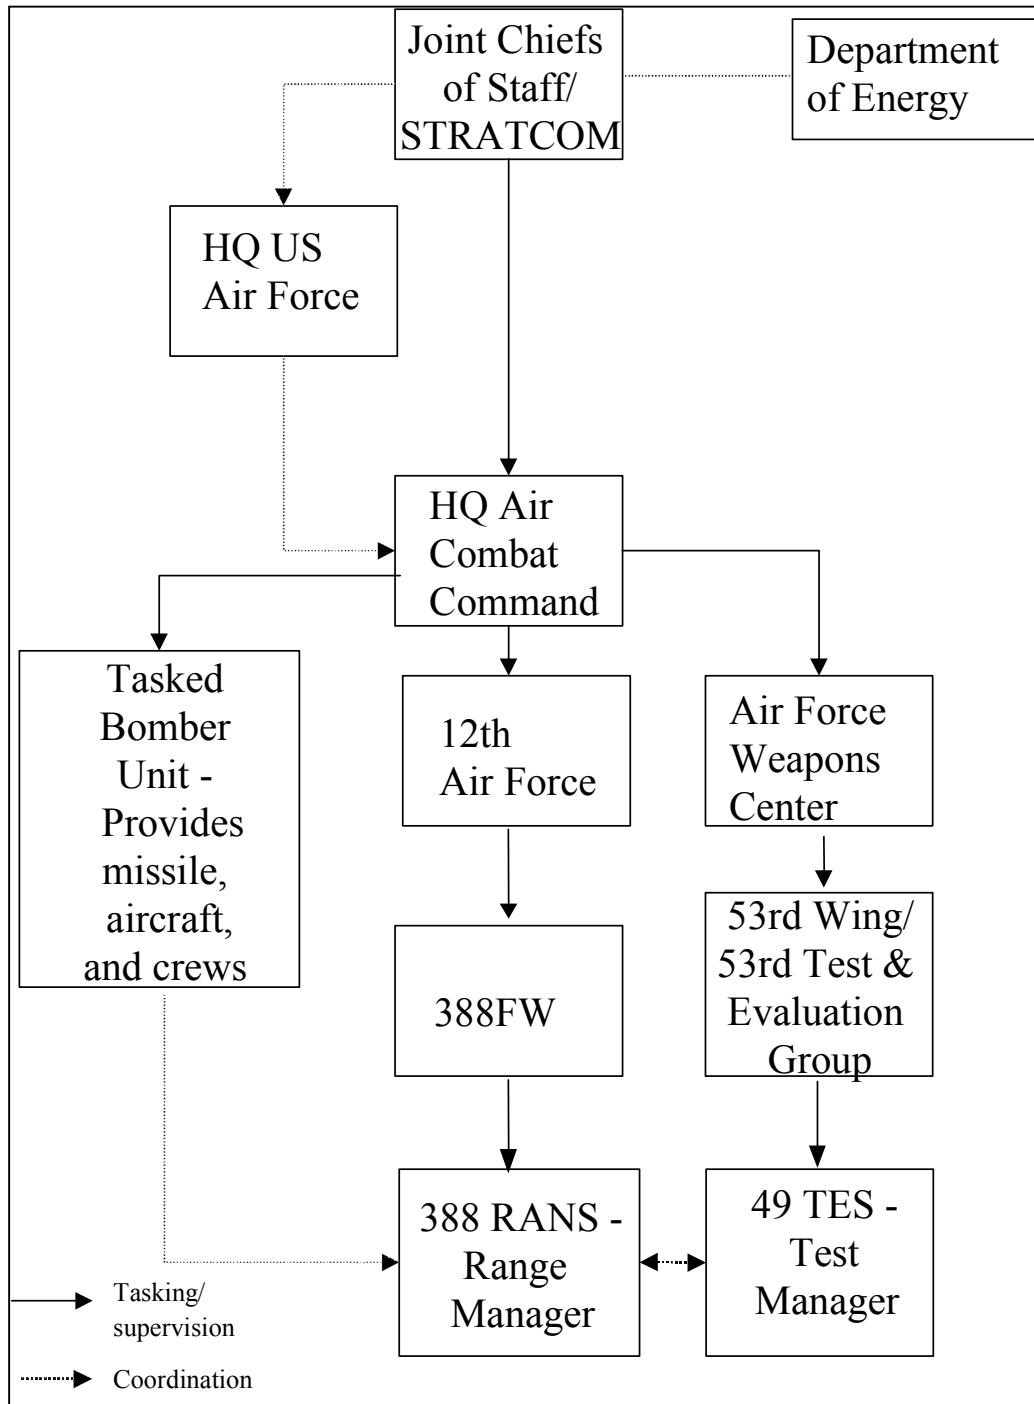 Joint Chiefs
of Staff/
STRATCOM
Department
of Energy
HQ US
Air Force
HQ Air
Combat
Command
Tasked
Bomber
Unit -
Provides
missile,
aircraft,
and crews
12th
Air Force
Air Force
Weapons
Center
388FW
53rd Wing/
53rd Test &
Evaluation
Group
388 RANS -
Range
Manager
49 TES -
Test
Manager
Tasking/
supervision
Coordination